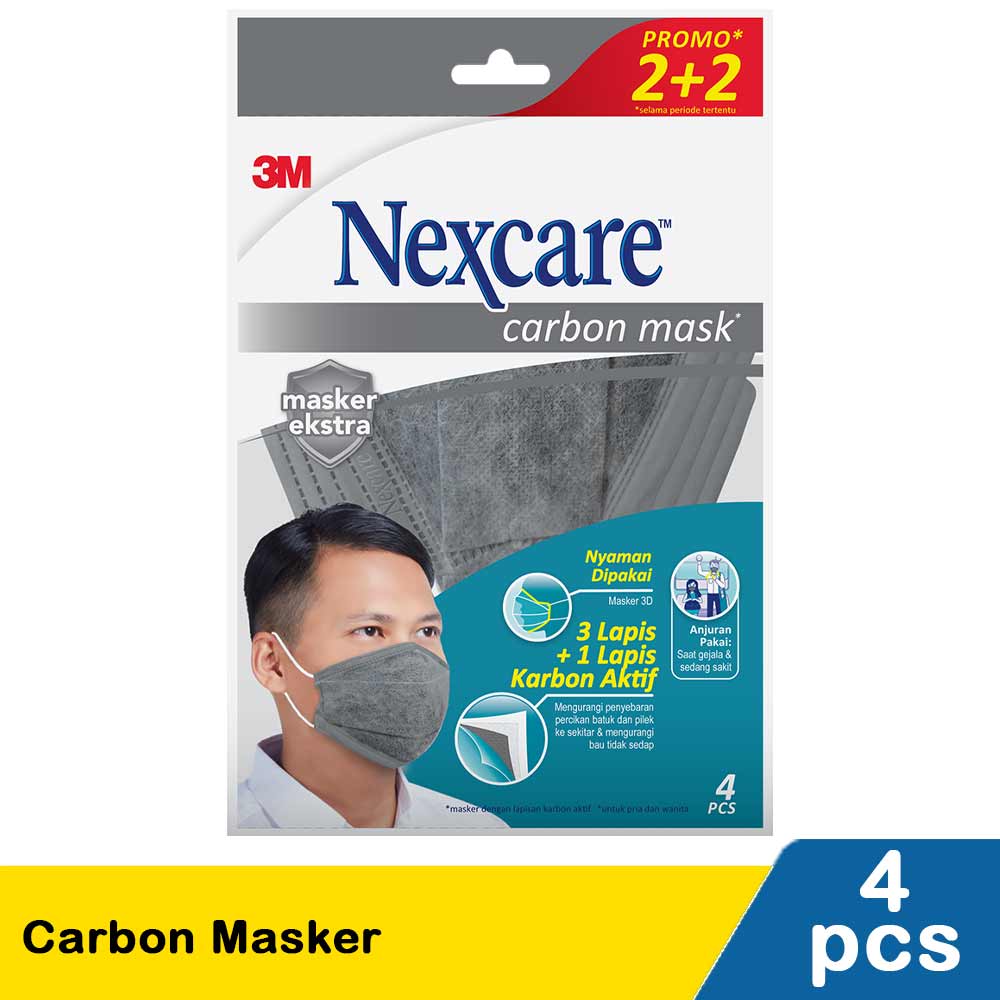 PROMO*
2+2
*selama periode tertentu
3M
Nexcare™
carbon mask*
masker
ekstra
Nexcare
Nyaman
Dipakai
Masker 3D
3 Lapis
+ 1 Lapis
Karbon Aktif
Mengurangi penyebaran
percikan batuk dan pilek
ke sekitar & mengurangi
bau tidak sedap
Anjuran
Pakai:
Saat gejala &
sedang sakit
4
PCS
*masker dengan lapisan karbon aktif *untuk pria dan wanita
Carbon Masker
4
pcs